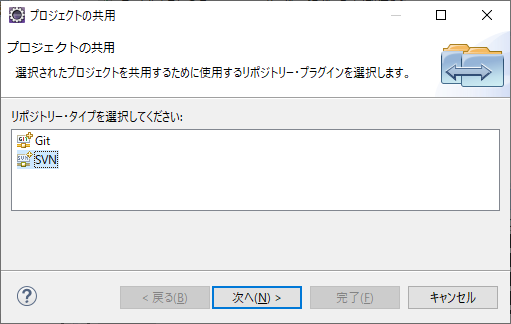 プロジェクトの共用
プロジェクトの共用
選択されたプロジェクトを共用するために使用するリポジトリー・プラグインを選択します。
リポジトリー・タイプを選択してください:
Git
SVN
< 戻る(B)
次へ(N) >
完了(F)
キャンセル